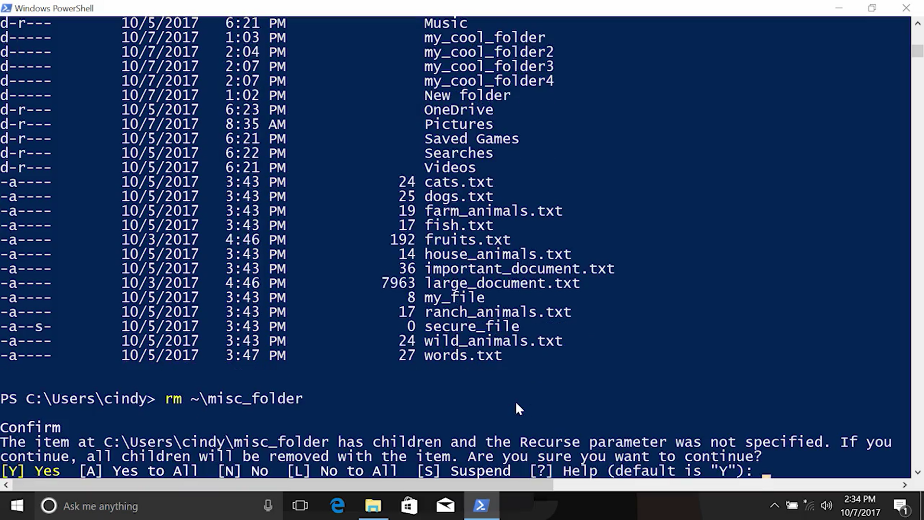 Windows PowerShell
d-r--- 10/5/2017 6:21 PM Music
d----- 10/7/2017 1:03 PM my_cool_folder
d----- 10/7/2017 2:04 PM my_cool_folder2
d----- 10/7/2017 2:07 PM my_cool_folder3
d----- 10/7/2017 2:07 PM my_cool_folder4
d----- 10/7/2017 1:02 PM New folder
d-r--- 10/5/2017 6:23 PM OneDrive
d-r--- 10/7/2017 8:35 AM Pictures
d-r--- 10/5/2017 6:21 PM Saved Games
d-r--- 10/5/2017 6:22 PM Searches
d-r--- 10/5/2017 6:21 PM Videos
-a---- 10/5/2017 3:43 PM 24 cats.txt
-a---- 10/5/2017 3:43 PM 25 dogs.txt
-a---- 10/5/2017 3:43 PM 19 farm_animals.txt
-a---- 10/5/2017 3:43 PM 17 fish.txt
-a---- 10/3/2017 4:46 PM 192 fruits.txt
-a---- 10/5/2017 3:43 PM 14 house_animals.txt
-a---- 10/5/2017 3:43 PM 36 important_document.txt
-a---- 10/3/2017 4:46 PM 7963 large_document.txt
-a---- 10/5/2017 3:43 PM 8 my_file
-a---- 10/5/2017 3:43 PM 17 ranch_animals.txt
-a--s- 10/5/2017 3:43 PM 0 secure_file
-a---- 10/5/2017 3:43 PM 24 wild_animals.txt
-a---- 10/5/2017 3:47 PM 27 words.txt
PS C:\Users\cindy> rm ~\misc_folder
Confirm
The item at C:\Users\cindy\misc_folder has children and the Recurse parameter was not specified. If you
continue, all children will be removed with the item. Are you sure you want to continue?
[Y] Yes [A] Yes to All [N] No [L] No to All [S] Suspend [?] Help (default is "Y"):
Ask me anything
2:34 PM
10/7/2017
1